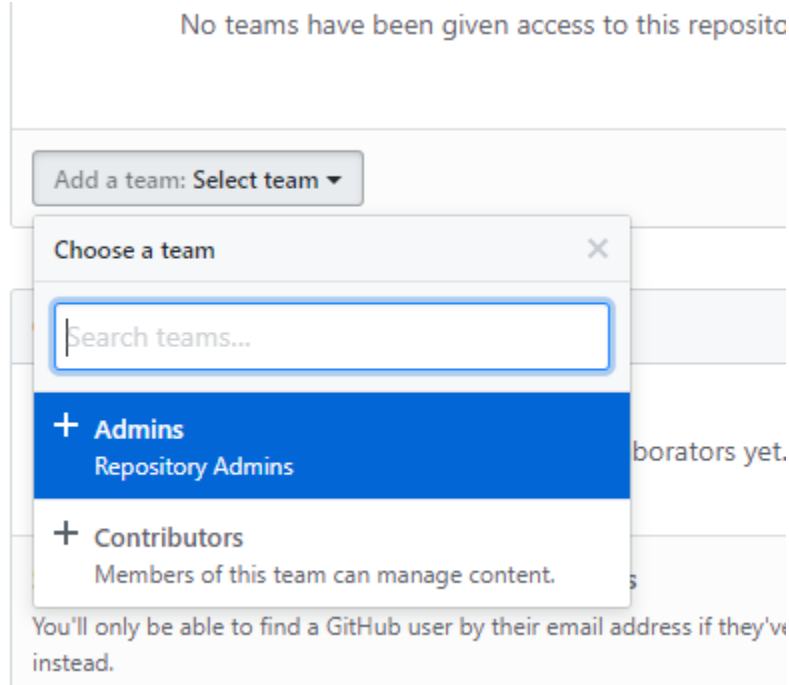 No teams have been given access to this
Add a team: Select team
Choose a team
Search teams...
Admins
Repository Admins
borators yet.
Contributors
Members of this team can manage content.
s
You'll only be able to find a GitHub user by their email address if they've
instead.